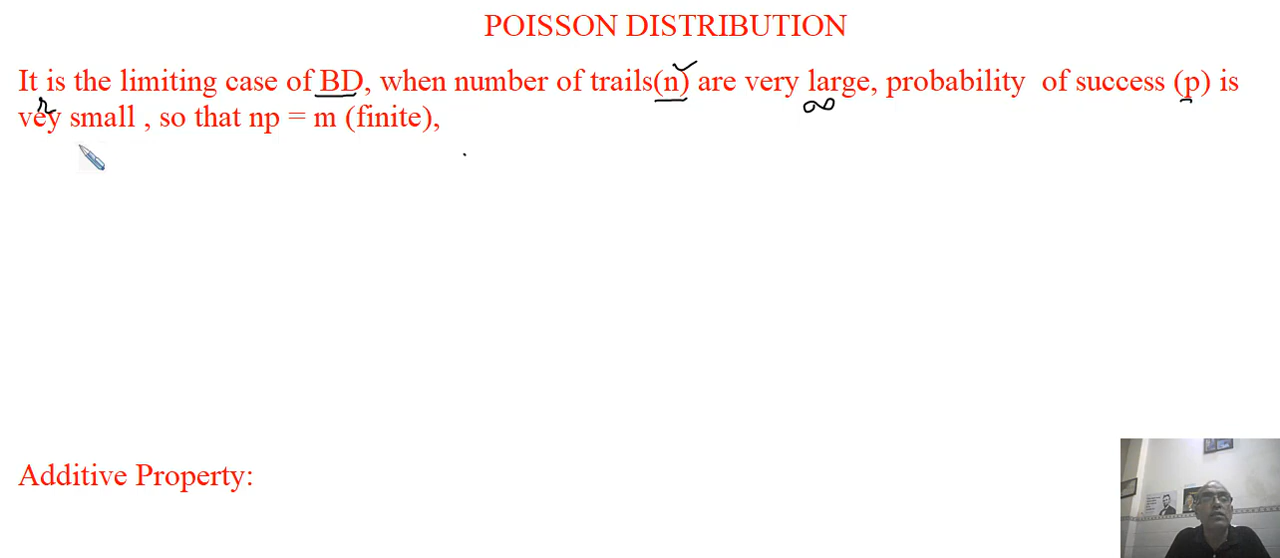 POISSON DISTRIBUTION
It is the limiting case of BD, when number of trails(n) are very large, probability of success (p) is
∞
r
vey small , so that np = m (finite),
Additive Property: